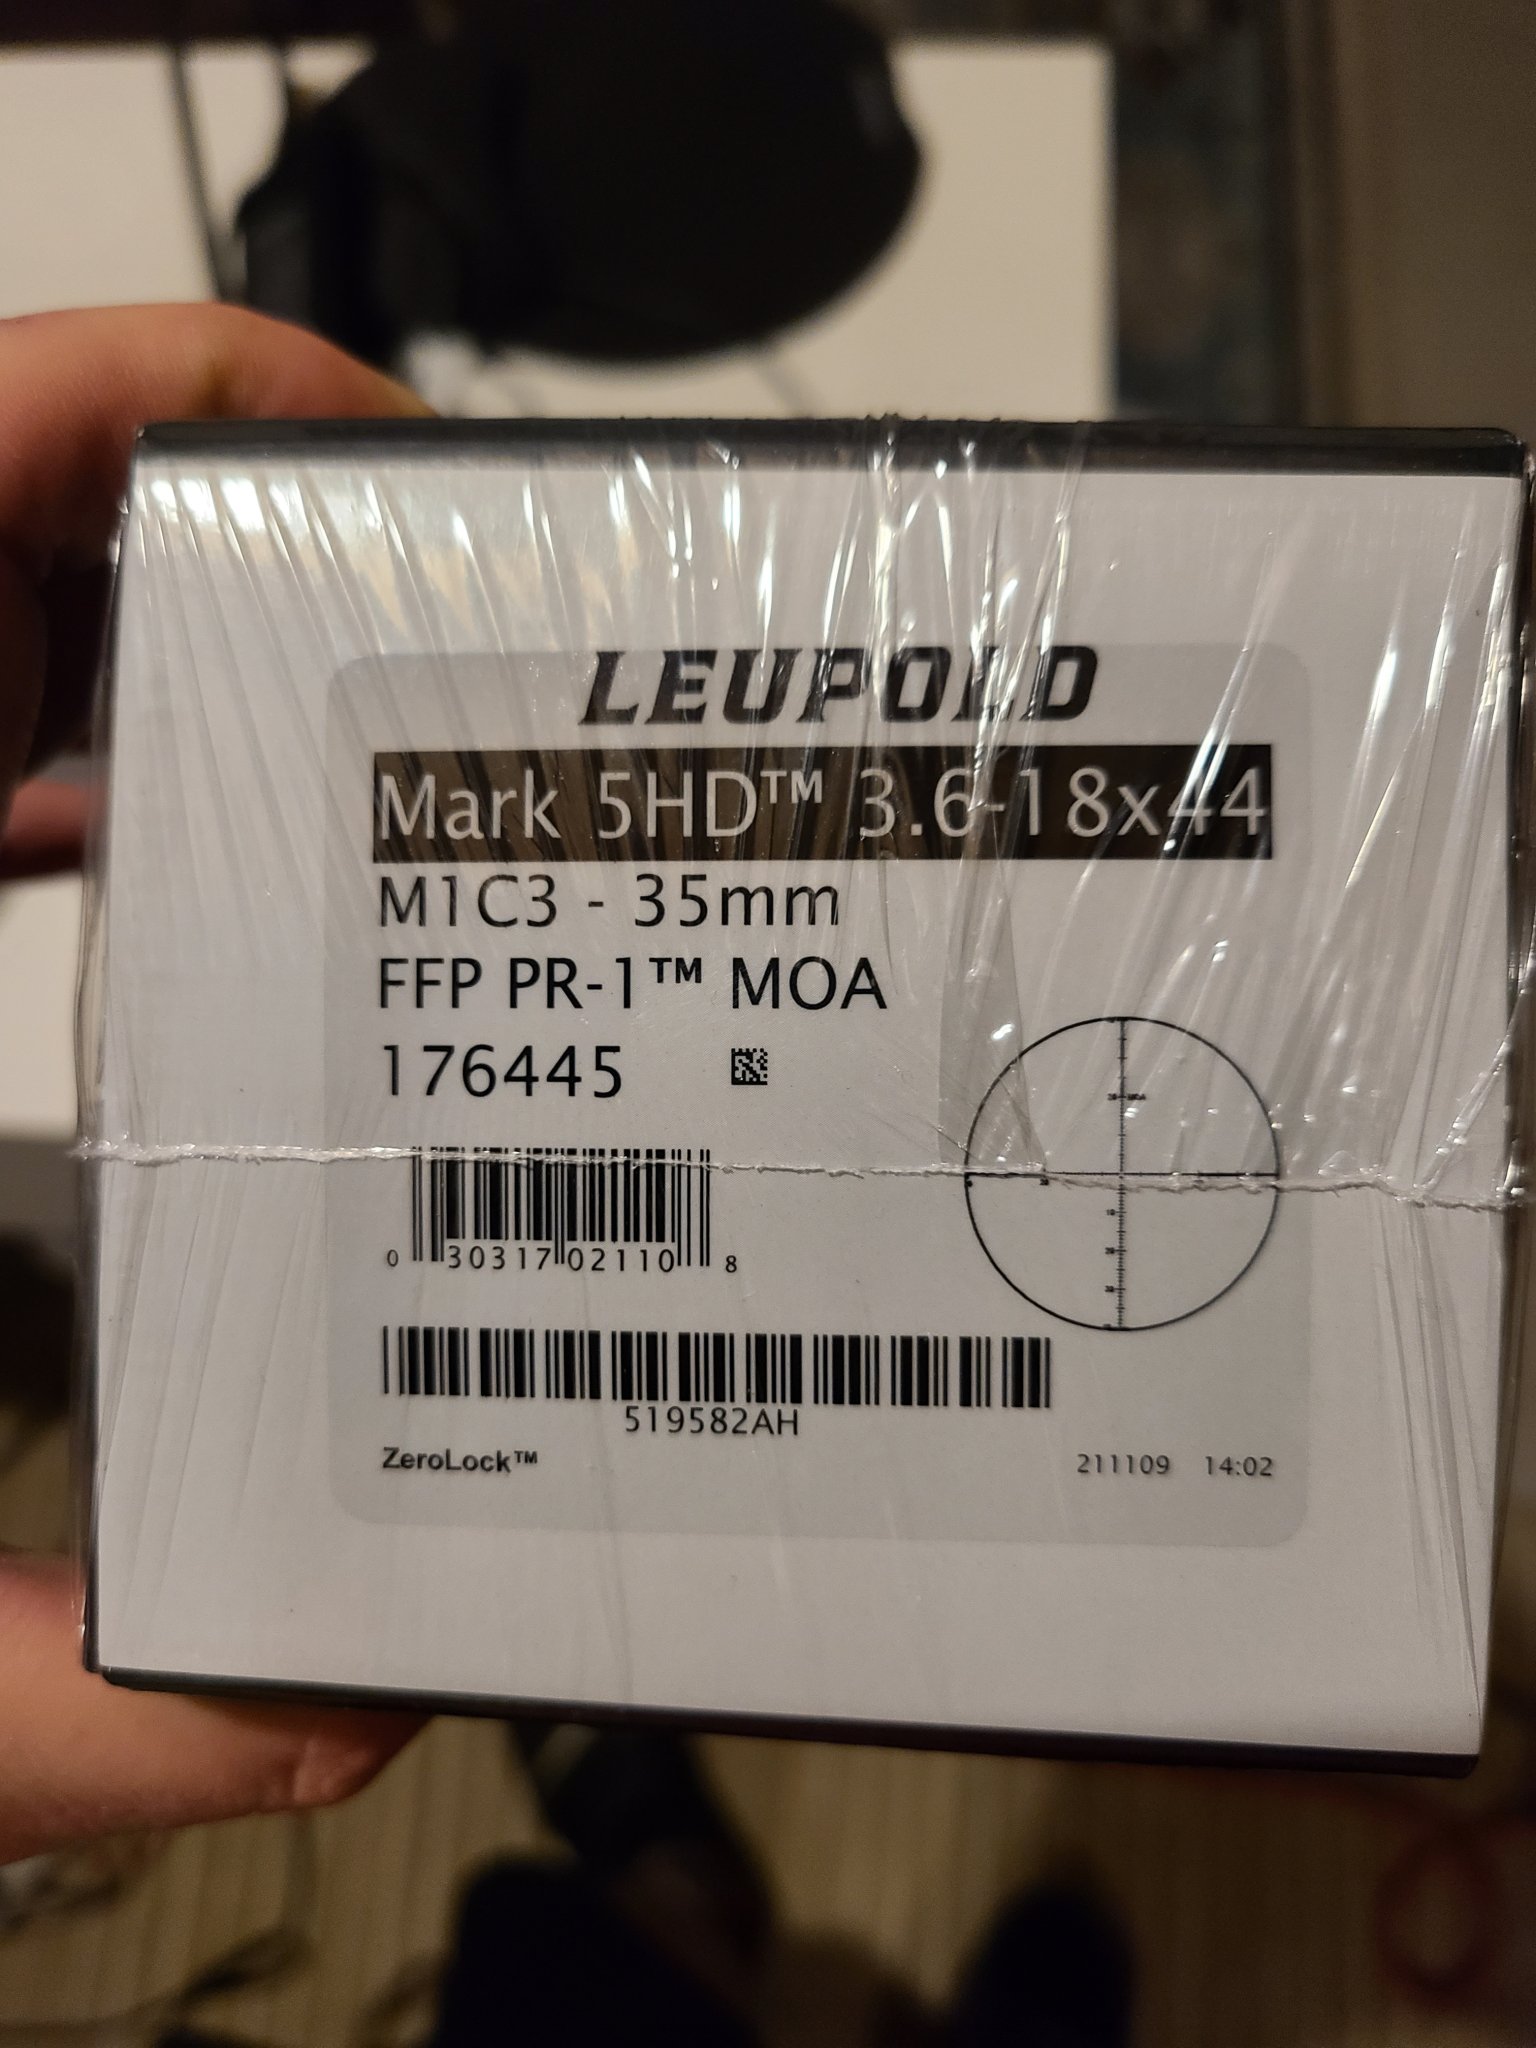 LEUPOLD
Mark 5HD™ 3.6-18x44
M1C3 - 35mm
FFP PR-1™ MOA
176445
0 30317 02110 8
519582AH
ZeroLock™
211109 14:02